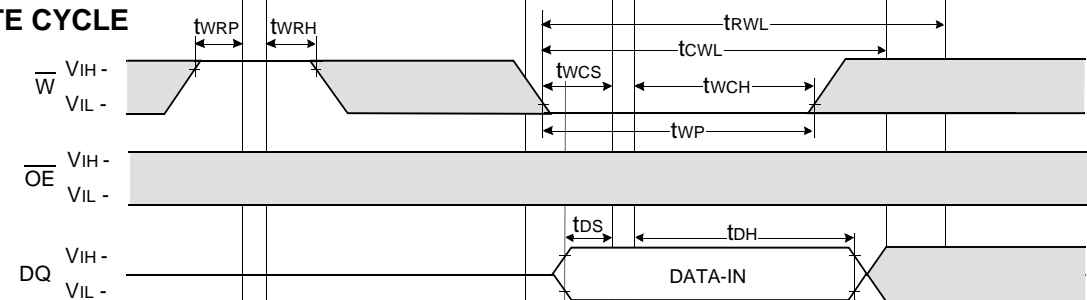 TE CYCLE
tWRP
tWRH
tRWL
tCWL
W
VIH -
VIL -
tWCS
tWCH
tWP
OE
VIH -
VIL -
tDS
tDH
DQ
VIH -
VIL -
DATA-IN